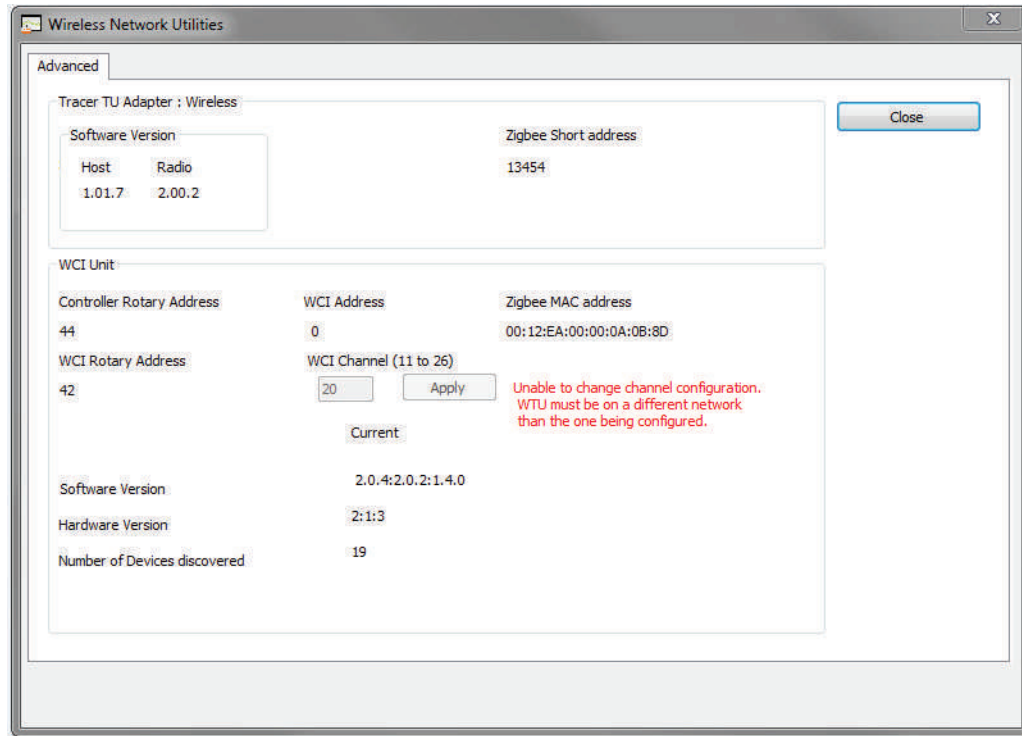 Wireless Network Utilities
X
Advanced
Tracer TU Adapter : Wireless
Close
Software Version
Zigbee Short address
Host Radio
13454
1.01.7 2.00.2
WCI Unit
Controller Rotary Address WCI Address Zigbee MAC address
44 0 00:12:EA:00:00:0A:0B:8D
WCI Rotary Address WCI Channel (11 to 26)
42 20 Apply Unable to change channel configuration.
WTU must be on a different network
than the one being configured.
Current
Software Version 2.0.4:2.0.2:1.4.0
Hardware Version 2:1:3
Number of Devices discovered 19